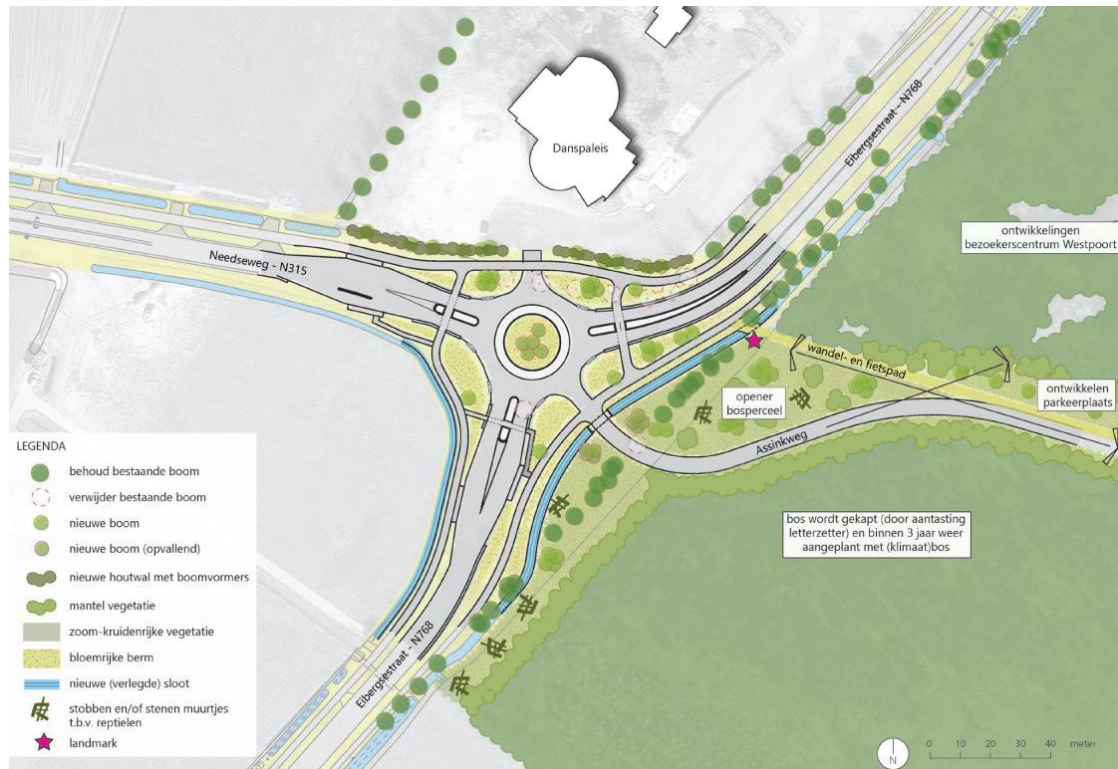 Danspaleis
Eibergsestraat - N768
Needseweg - N315
ontwikkelingen
bezoekerscentrum Westpoort
wandel- en fietspad
opener
bosperceel
ontwikkelen
parkeerplaats
Assinkweg
bos wordt gekapt (door aantasting
letterzetter) en binnen 3 jaar weer
aangeplant met (klimaat)bos
Eibergsestraat - N768
LEGENDA
behoud bestaande boom
verwijder bestaande boom
nieuwe boom
nieuwe boom (opvallend)
nieuwe houtwal met boomvormers
mantel vegetatie
zoom-kruidenrijke vegetatie
bloemrijke berm
nieuwe (verlegde) sloot
stobben en/of stenen muurtjes
t.b.v. reptielen
landmark
N
0 10 20 30 40 meter